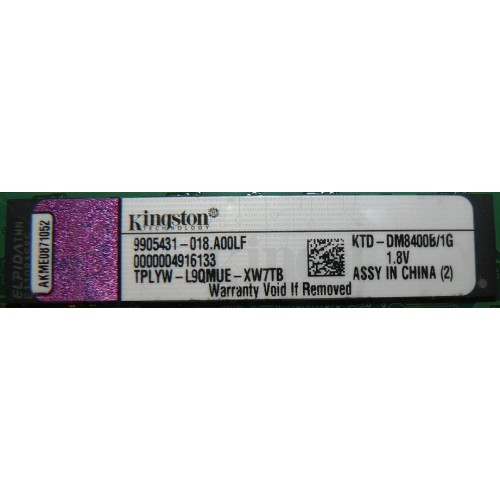 Kingston
TECHNOLOGY
9905431-018.A00LF
0000004916133
TPLYW-L9QMUE-XW7TB
Warranty Void If Removed
KTD-DM8400B/1G
1.8V
ASSY IN CHINA (2)
AKME0871052